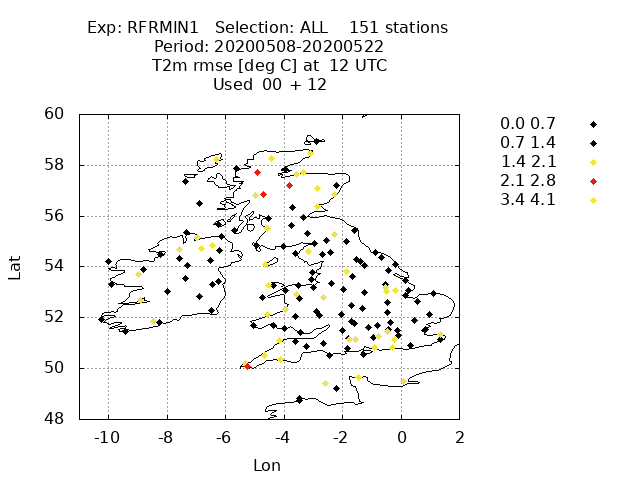 Exp: RFRMIN1 Selection: ALL 151 stations
Period: 20200508-20200522
T2m rmse [deg C] at 12 UTC
Used 00 + 12
0.0 0.7
0.7 1.4
1.4 2.1
2.1 2.8
3.4 4.1
60
58
56
54
52
50
48
Lat
-10 -8 -6 -4 -2 0 2
Lon